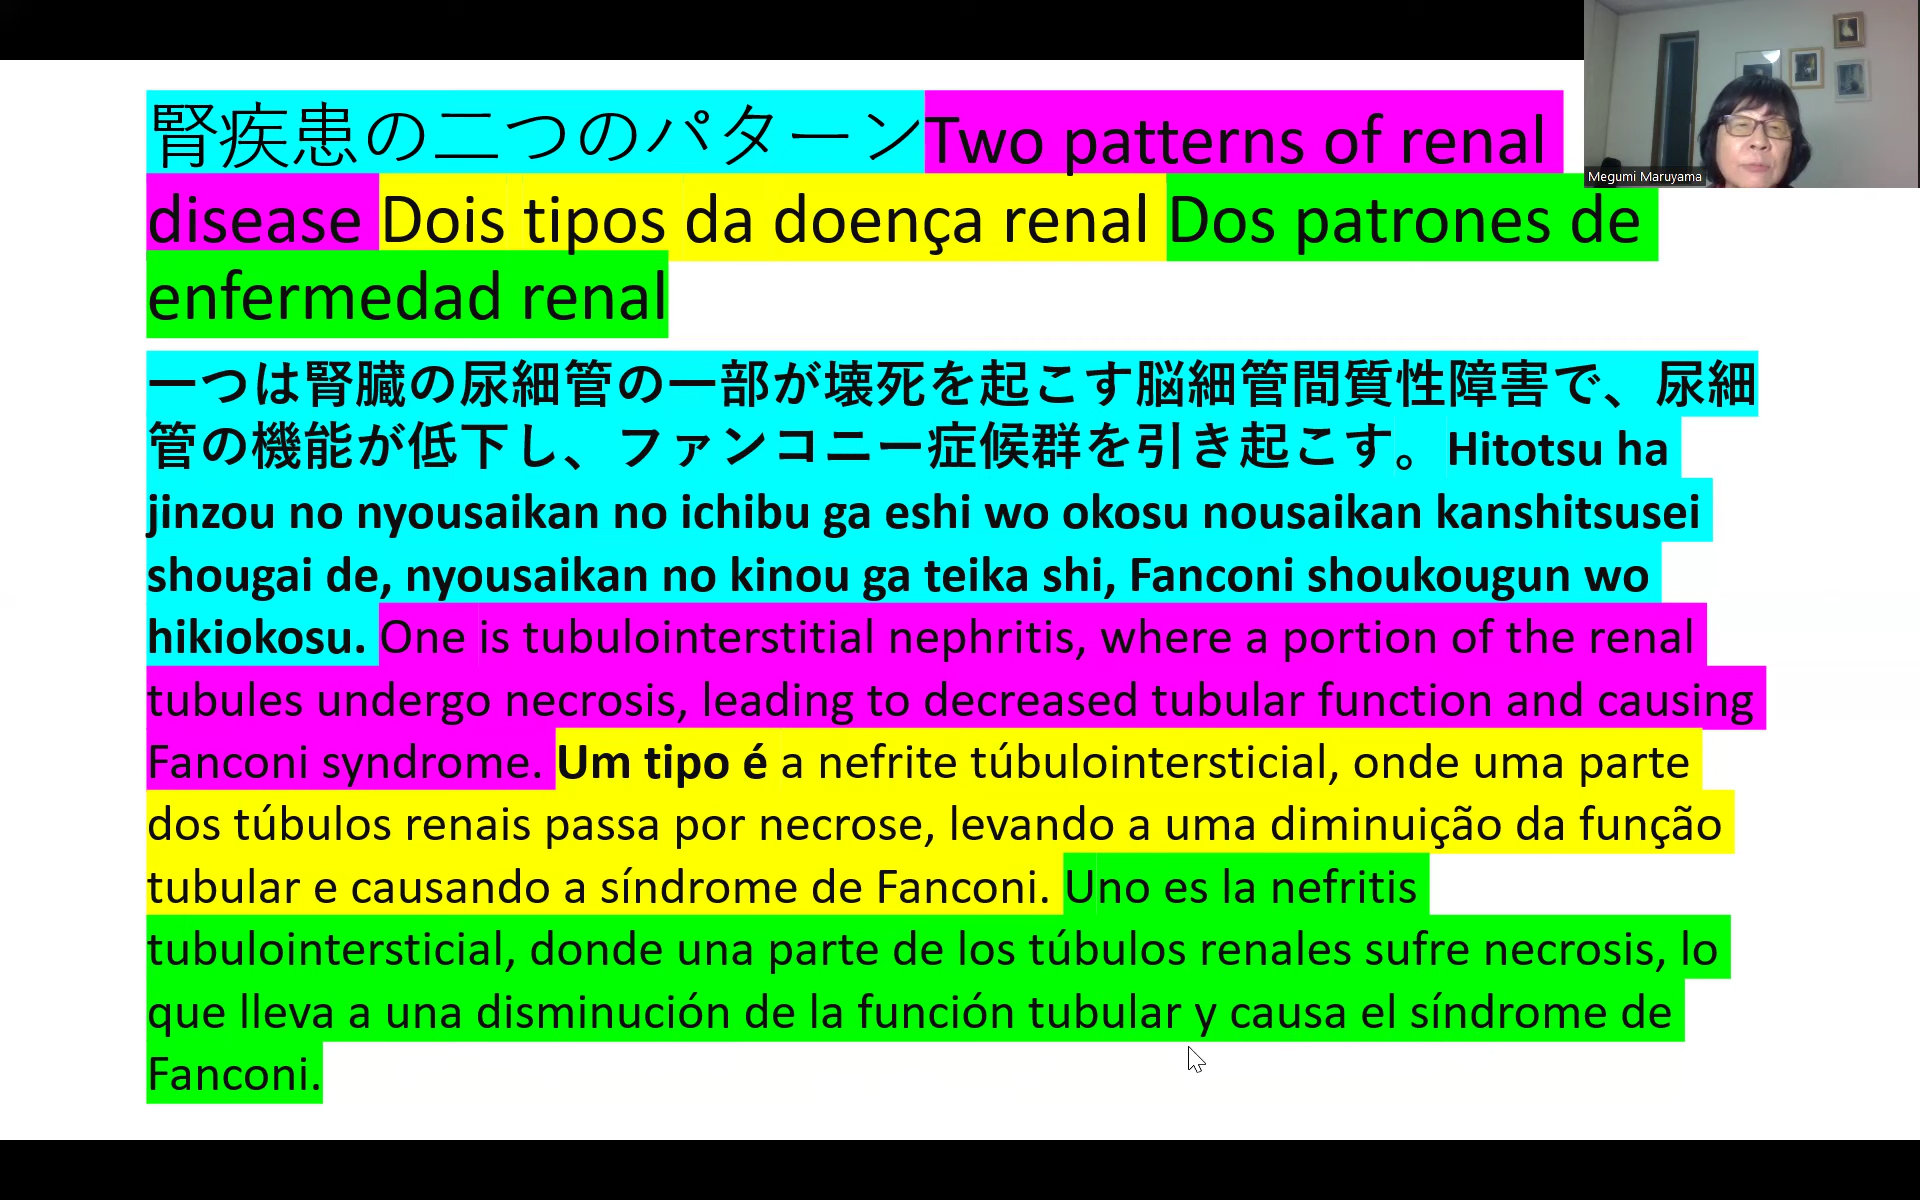 腎疾患の二つのパターンTwo patterns of renal
disease Dois tipos da doença renal Dos patrones de
enfermedad renal
Megumi Maruyama
一つは腎臓の尿細管の一部が壊死を起こす脳細管間質性障害で、尿細
管の機能が低下し、ファンコニー症候群を引き起こす。Hitotsu ha
jinzou no nyousaikan no ichibu ga eshi wo okosu nousaikan kanshitsusei
shougai de, nyousaikan no kinou ga teika shi, Fanconi shoukougun wo
hikiokosu. One is tubulointerstitial nephritis, where a portion of the renal
tubules undergo necrosis, leading to decreased tubular function and causing
Fanconi syndrome. Um tipo é a nefrite túbulointersticial, onde uma parte
dos túbulos renais passa por necrose, levando a uma diminuição da função
tubular e causando a síndrome de Fanconi. Uno es la nefritis
tubulointersticial, donde una parte de los túbulos renales sufre necrosis, lo
que lleva a una disminución de la función tubular y causa el síndrome de
Fanconi.